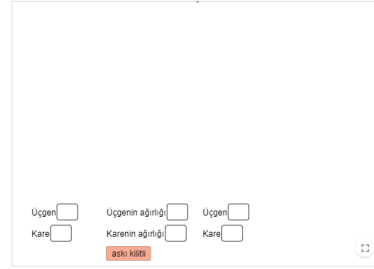 Üçgen Üçgenin ağırlığı Üçgen
Kare Karenin ağırlığı Kare
askı kilitli